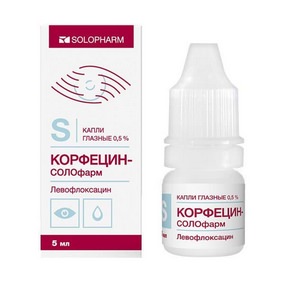 SOLOPHARM
S
КАПЛИ
ГЛАЗНЫЕ 0,5 %
КОРФЕЦИН-
СОЛОфарм
Левофлоксацин
5 мл
S
КАПЛИ ГЛАЗНЫЕ 0,5 %
КОРФЕЦИН-
СОЛОфарм
Левофлоксацин